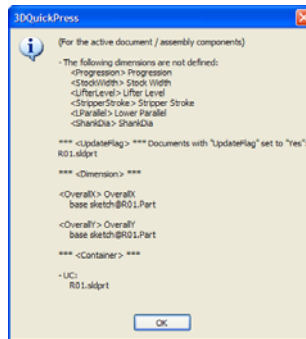 3DQuickPress
(For the active document / assembly components)
- The following dimensions are not defined:
<Progression> Progression
<StockWidth> Stock Width
<LifterLevel> Lifter Level
<StripperStroke> Stripper Stroke
<LParallel> Lower Parallel
<ShankDia> ShankDia
*** <UpdateFlag> *** Documents with "UpdateFlag" set to "Yes":
R01.sldprt
*** <Dimension> ***
<OverallX> OverallX
base sketch@R01.Part
<OverallY> OverallY
base sketch@R01.Part
*** <Container> ***
- UC:
R01.sldprt
OK